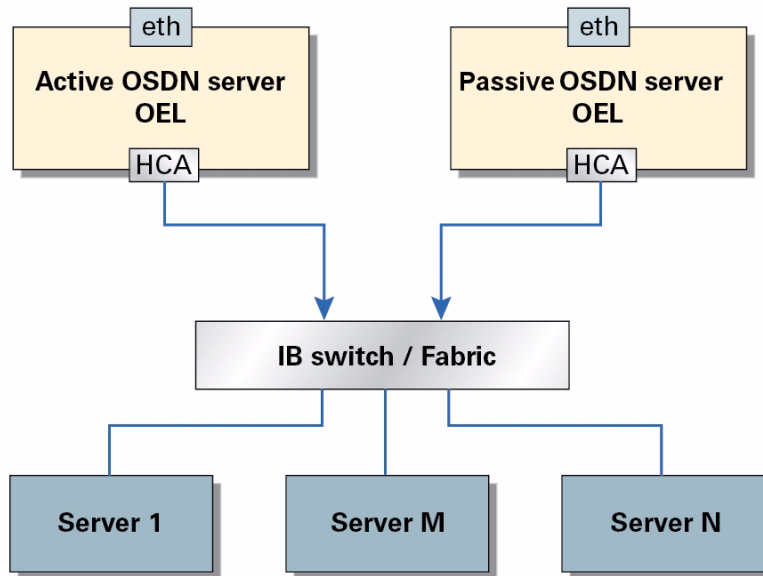 eth
Active OSDN server
OEL
HCA
eth
Passive OSDN server
OEL
HCA
IB switch / Fabric
Server 1
Server M
Server N